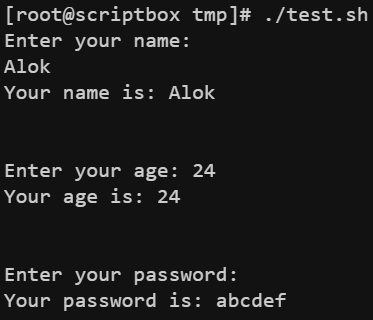 [root@scriptbox tmp]# ./test.sh
Enter your name:
Alok
Your name is: Alok
Enter your age: 24
Your age is: 24
Enter your password:
Your password is: abcdef